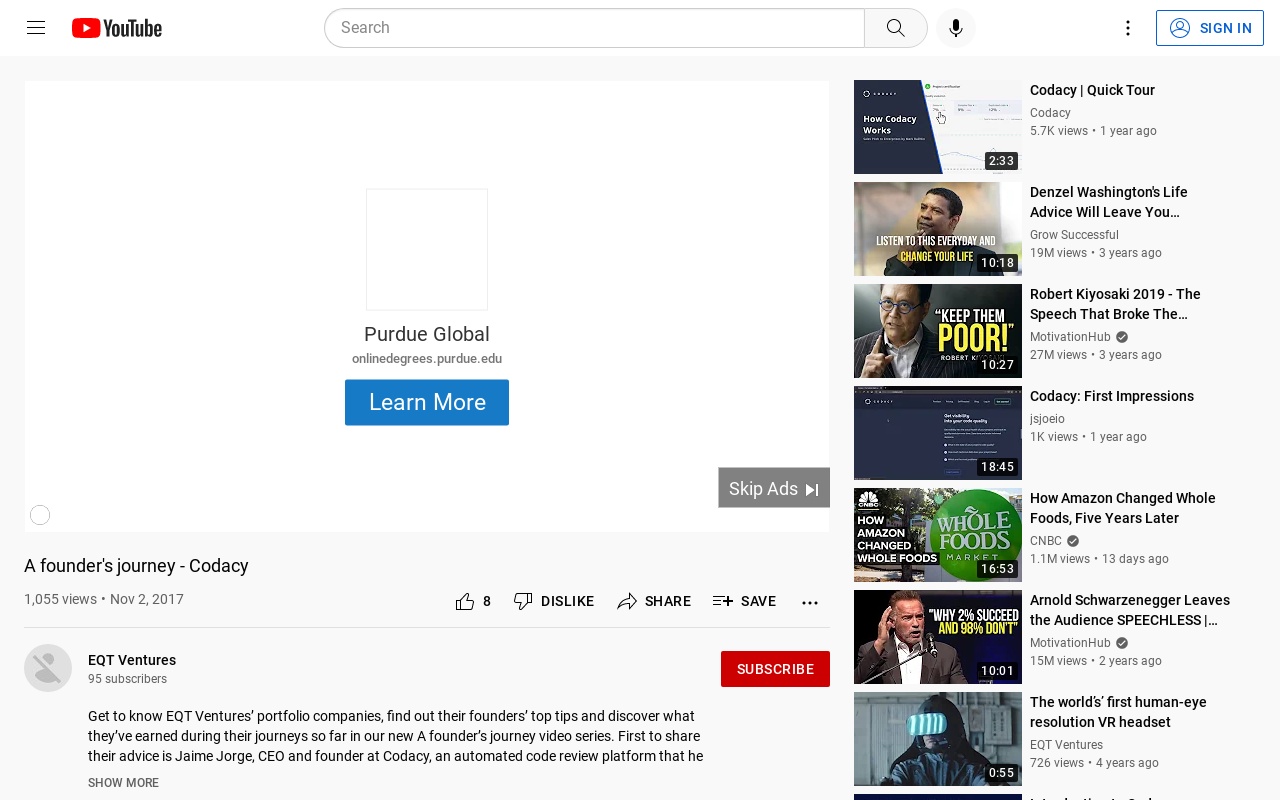 YouTube
Search
SIGN IN
Purdue Global
onlinedegrees.purdue.edu
Learn More
Skip Ads
A founder's journey - Codacy
1,055 views • Nov 2, 2017
8
DISLIKE
SHARE
SAVE
EQT Ventures
95 subscribers
SUBSCRIBE
Get to know EQT Ventures’ portfolio companies, find out their founders’ top tips and discover what
they’ve earned during their journeys so far in our new A founder’s journey video series. First to share
their advice is Jaime Jorge, CEO and founder at Codacy, an automated code review platform that he
SHOW MORE
CODACY
How Codacy
Works
2:33
Codacy | Quick Tour
Codacy
5.7K views • 1 year ago
LISTEN TO THIS EVERYDAY AND
CHANGE YOUR LIFE
10:18
Denzel Washington's Life
Advice Will Leave You…
Grow Successful
19M views • 3 years ago
“KEEP THEM
POOR!”
10:27
Robert Kiyosaki 2019 - The
Speech That Broke The…
MotivationHub
27M views • 3 years ago
Get visibility
into your code quality
18:45
Codacy: First Impressions
jsjoeio
1K views • 1 year ago
CNBC
HOW
AMAZON
CHANGED
WHOLE FOODS
WHOLE
FOODS
MARKET
16:53
How Amazon Changed Whole
Foods, Five Years Later
CNBC
1.1M views • 13 days ago
"WHY 2% SUCCEED
AND 98% DON'T"
10:01
Arnold Schwarzenegger Leaves
the Audience SPEECHLESS |…
MotivationHub
15M views • 2 years ago
0:55
The world’s’ first human-eye
resolution VR headset
EQT Ventures
726 views • 4 years ago